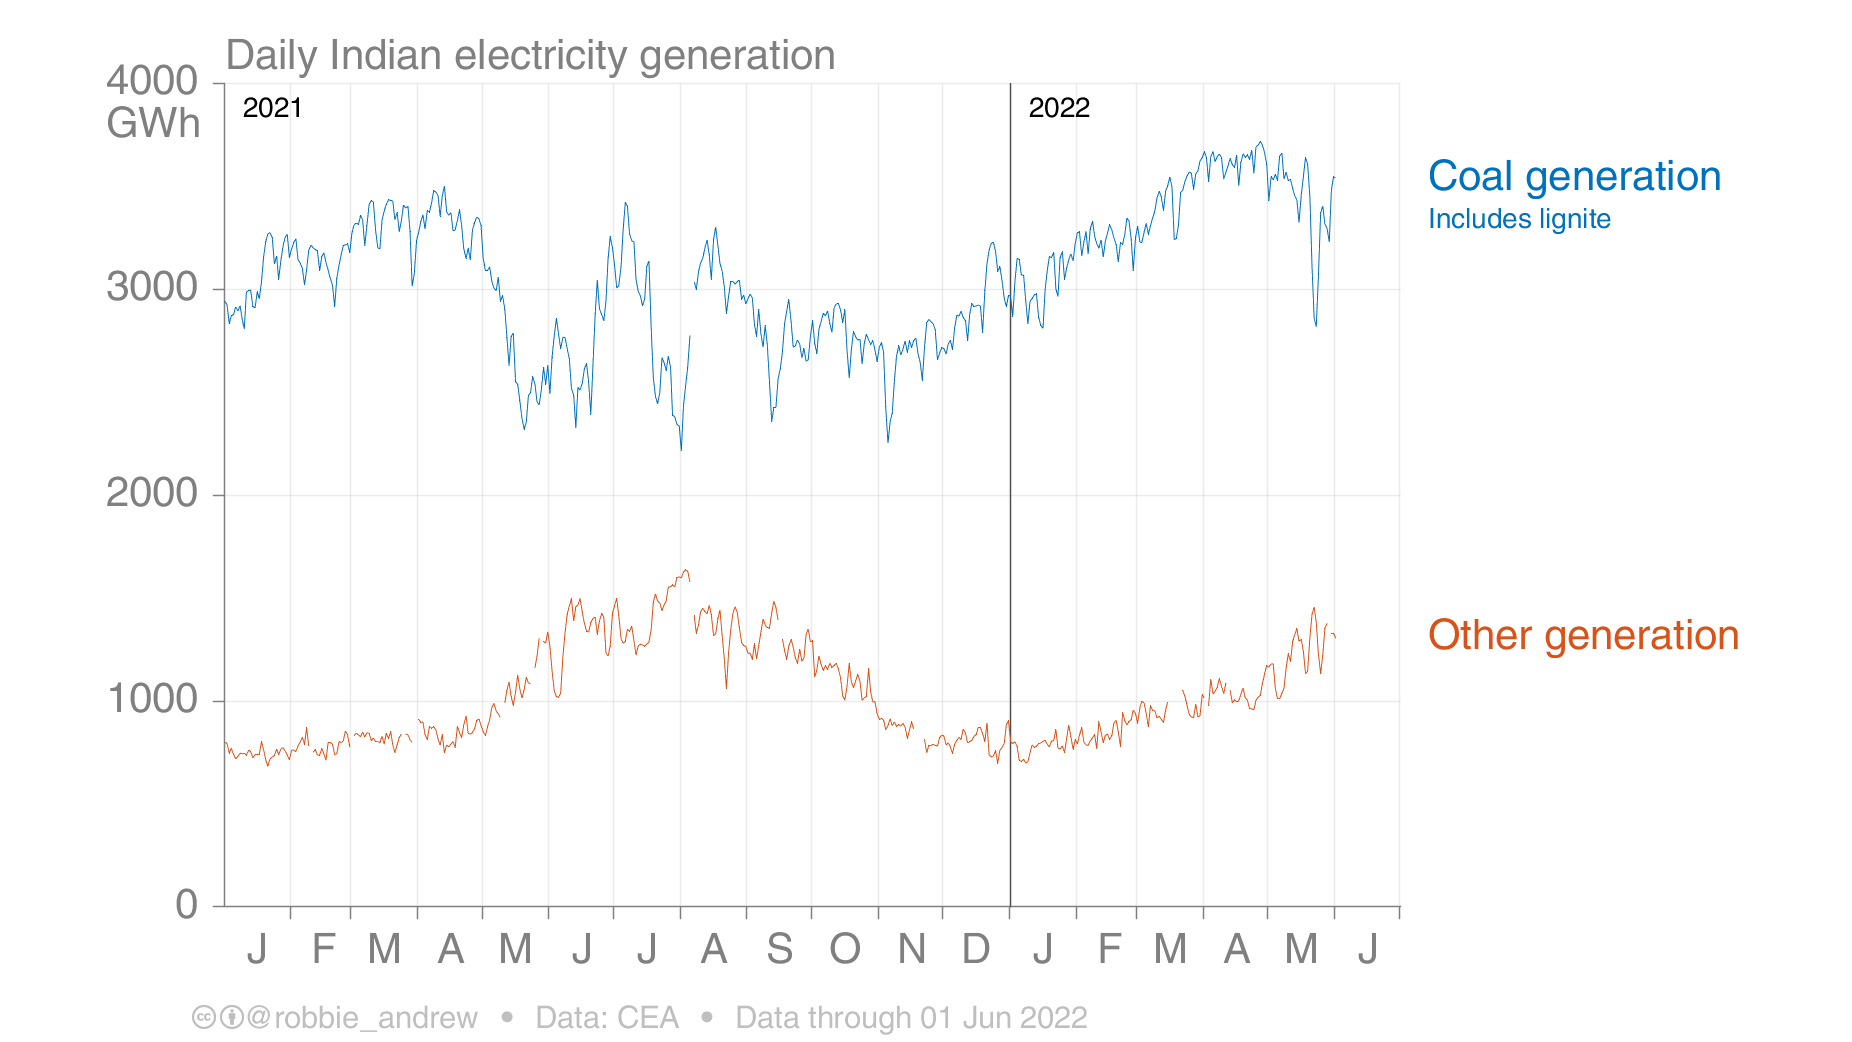 Daily Indian electricity generation
4000
GWh
2021
2022
Coal generation
Includes lignite
3000
2000
Other generation
1000
0
J F M A M J J A S O N D J F M A M J
@robbie_andrew • Data: CEA • Data through 01 Jun 2022